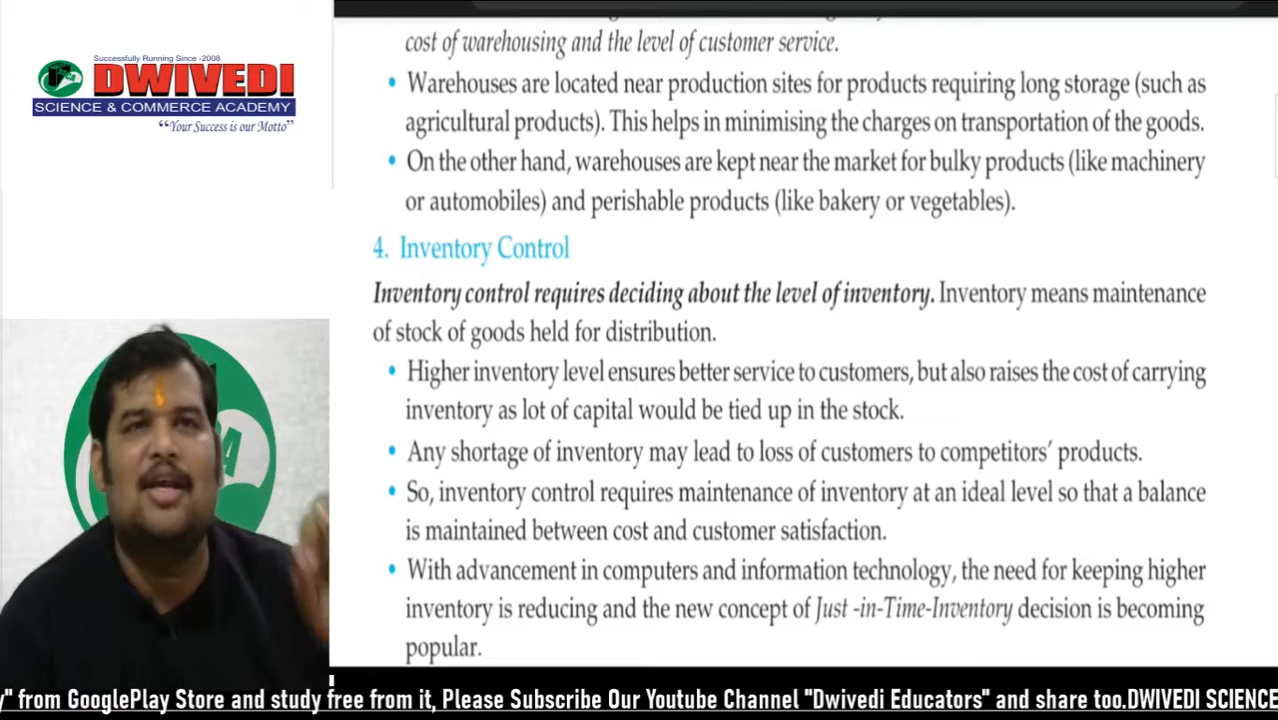 Successfully Running Since -2008
DWIVEDI
SCIENCE & COMMERCE ACADEMY
“Your Success is our Motto”
cost of warehousing and the level of customer service.
• Warehouses are located near production sites for products requiring long storage (such as
agricultural products). This helps in minimising the charges on transportation of the goods.
• On the other hand, warehouses are kept near the market for bulky products (like machinery
or automobiles) and perishable products (like bakery or vegetables).
4. Inventory Control
Inventory control requires deciding about the level of inventory. Inventory means maintenance
of stock of goods held for distribution.
• Higher inventory level ensures better service to customers, but also raises the cost of carrying
inventory as lot of capital would be tied up in the stock.
• Any shortage of inventory may lead to loss of customers to competitors’ products.
• So, inventory control requires maintenance of inventory at an ideal level so that a balance
is maintained between cost and customer satisfaction.
• With advancement in computers and information technology, the need for keeping higher
inventory is reducing and the new concept of Just -in-Time-Inventory decision is becoming
popular.
y" from GooglePlay Store and study free from it, Please Subscribe Our Youtube Channel "Dwivedi Educators" and share too.DWIVEDI SCIENCE